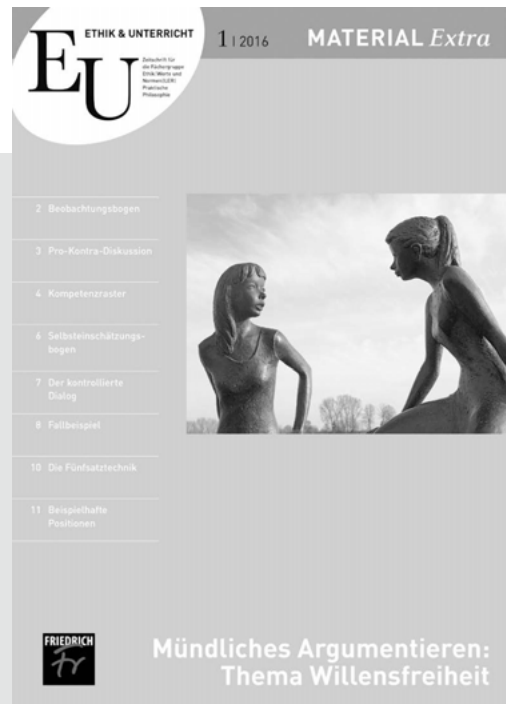 EU
ETHIK & UNTERRICHT
Zeitschrift für
die Fächergruppe
Ethik/Werte und
Normen/LER/
Praktische
Philosophie
1 | 2016
MATERIAL Extra
2 Beobachtungsbogen
3 Pro-Kontra-Diskussion
4 Kompetenzraster
6 Selbsteinschätzungs-
bogen
7 Der kontrollierte
Dialog
8 Fallbeispiel
10 Die Fünfsatztechnik
11 Beispielhafte
Positionen
FRIEDRICH
Fr
Mündliches Argumentieren:
Thema Willensfreiheit